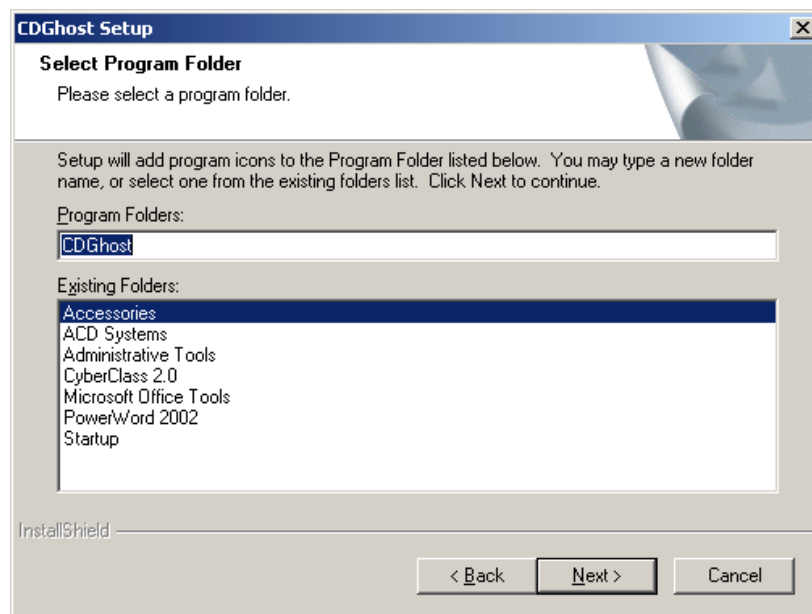 CDGhost Setup
Select Program Folder
Please select a program folder.
Setup will add program icons to the Program Folder listed below.  You may type a new folder
name, or select one from the existing folders list.  Click Next to continue.
Program Folders:
CDGhost
Existing Folders:
Accessories
ACD Systems
Administrative Tools
CyberClass 2.0
Microsoft Office Tools
PowerWord 2002
Startup
InstallShield
< Back
Next >
Cancel